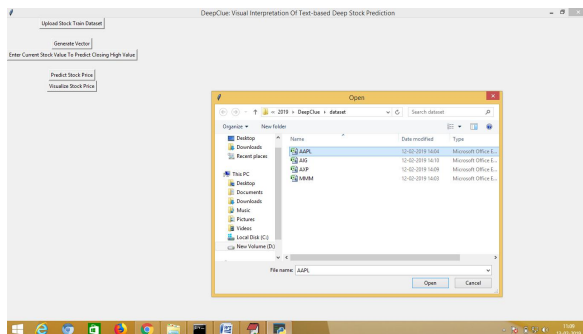 DeepClue: Visual Interpretation Of Text-based Deep Stock Prediction
Upload Stock Train Dataset
Generate Vector
Enter Current Stock Value To Predict Closing High Value
Predict Stock Price
Visualize Stock Price
Open
2019 DeepClue dataset
Search dataset
Organize New folder
Desktop
Downloads
Recent places
This PC
Desktop
Documents
Downloads
Music
Pictures
Videos
Local Disk (C:)
New Volume (D:)
Name Date modified Type
AAPL 12-02-2019 14:04 Microsoft Office E...
AIG 12-02-2019 14:10 Microsoft Office E...
AXP 12-02-2019 14:09 Microsoft Office E...
MMM 12-02-2019 14:03 Microsoft Office E...
File name: AAPL
Open Cancel